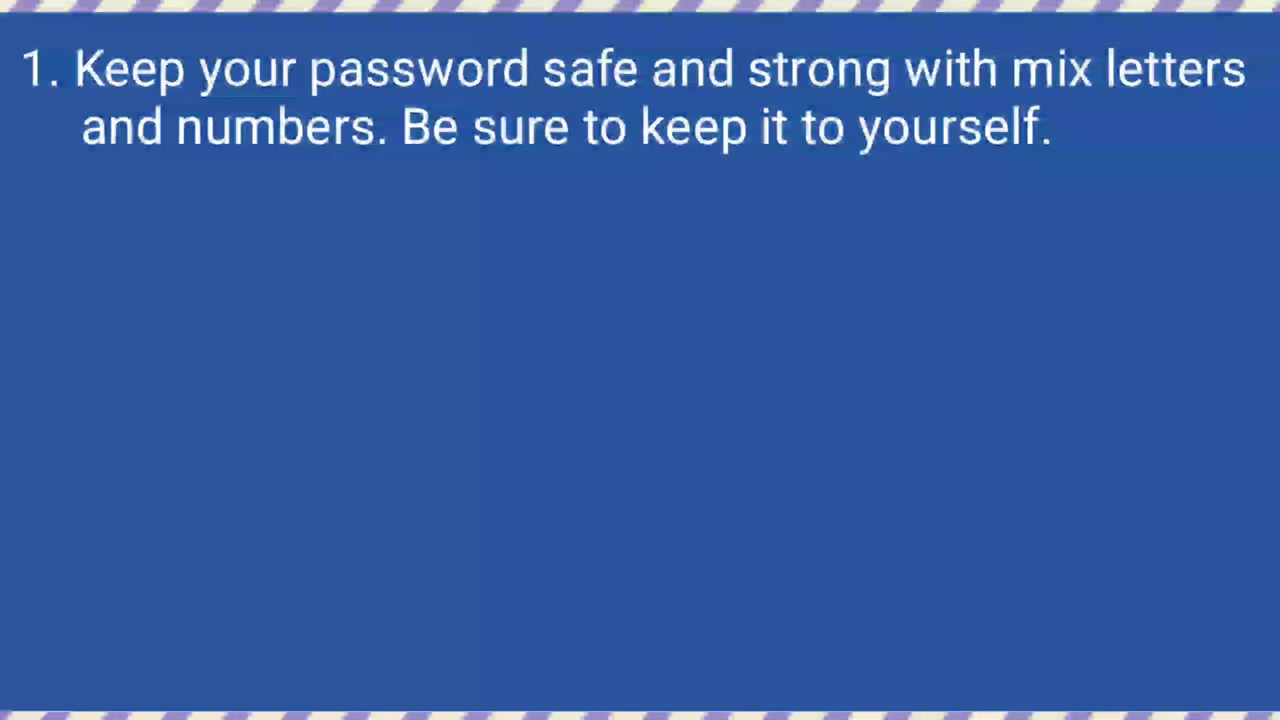 1. Keep your password safe and strong with mix letters
and numbers. Be sure to keep it to yourself.